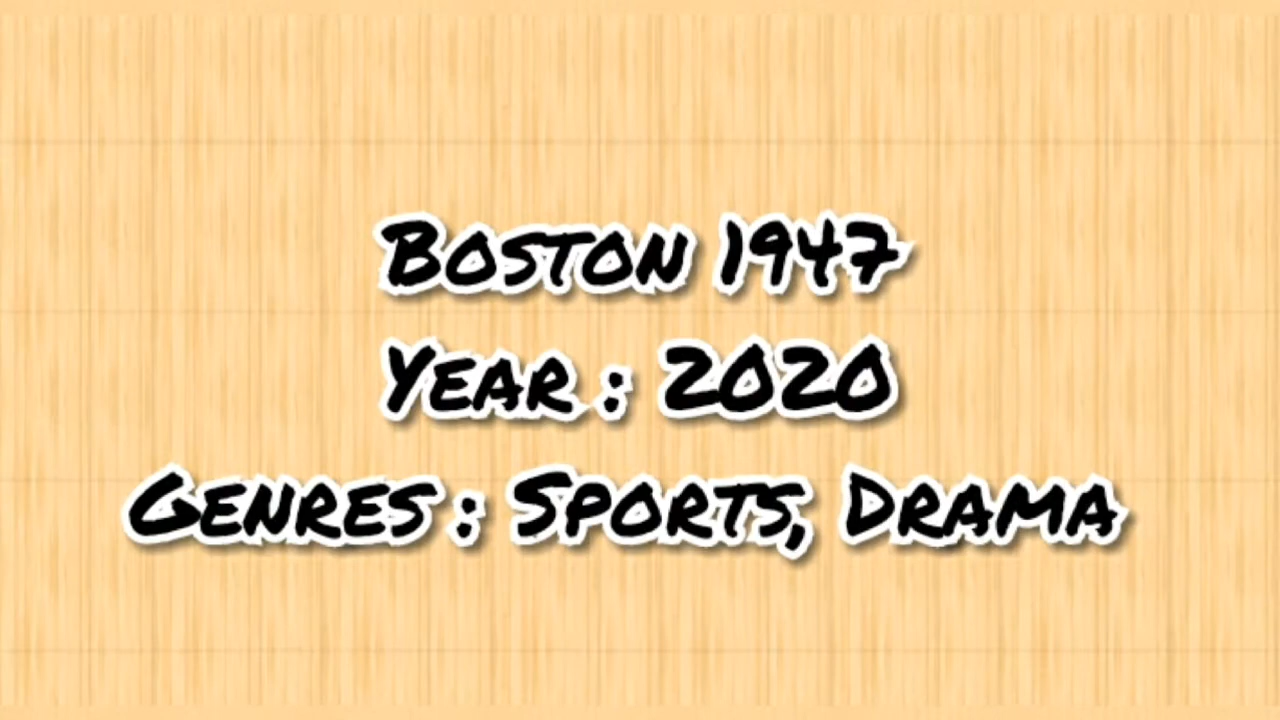 Boston 1947
Year : 2020
Genres : Sports, Drama